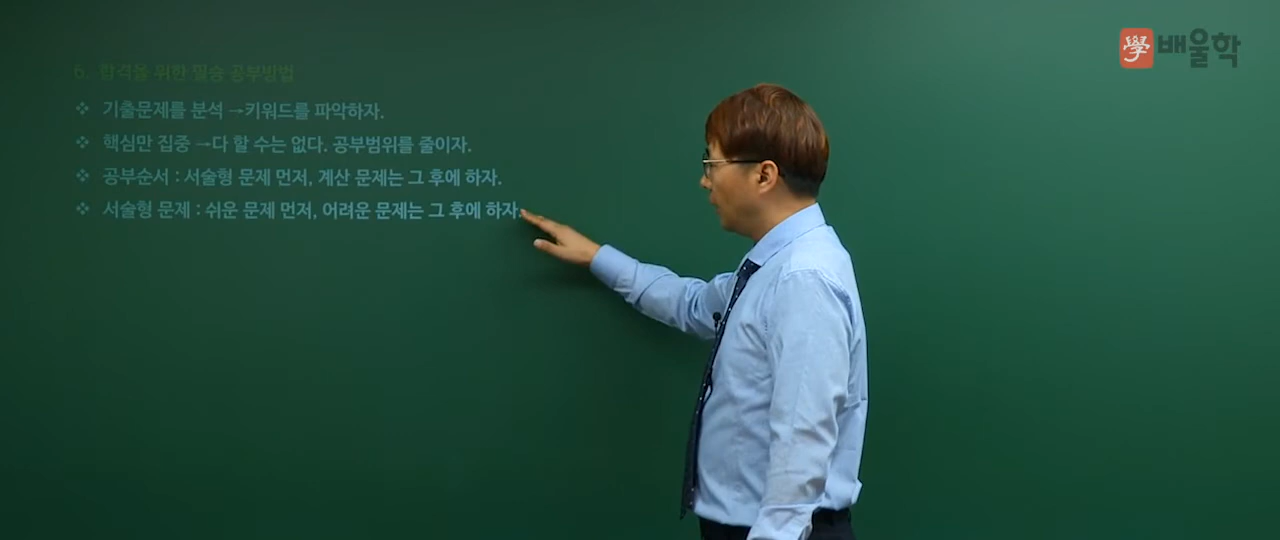 學 배울학
6. 합격을 위한 필승 공부방법
❖ 기출문제를 분석 →키워드를 파악하자.
❖ 핵심만 집중 →다 할 수는 없다. 공부범위를 줄이자.
❖ 공부순서 : 서술형 문제 먼저, 계산 문제는 그 후에 하자.
❖ 서술형 문제 : 쉬운 문제 먼저, 어려운 문제는 그 후에 하자.